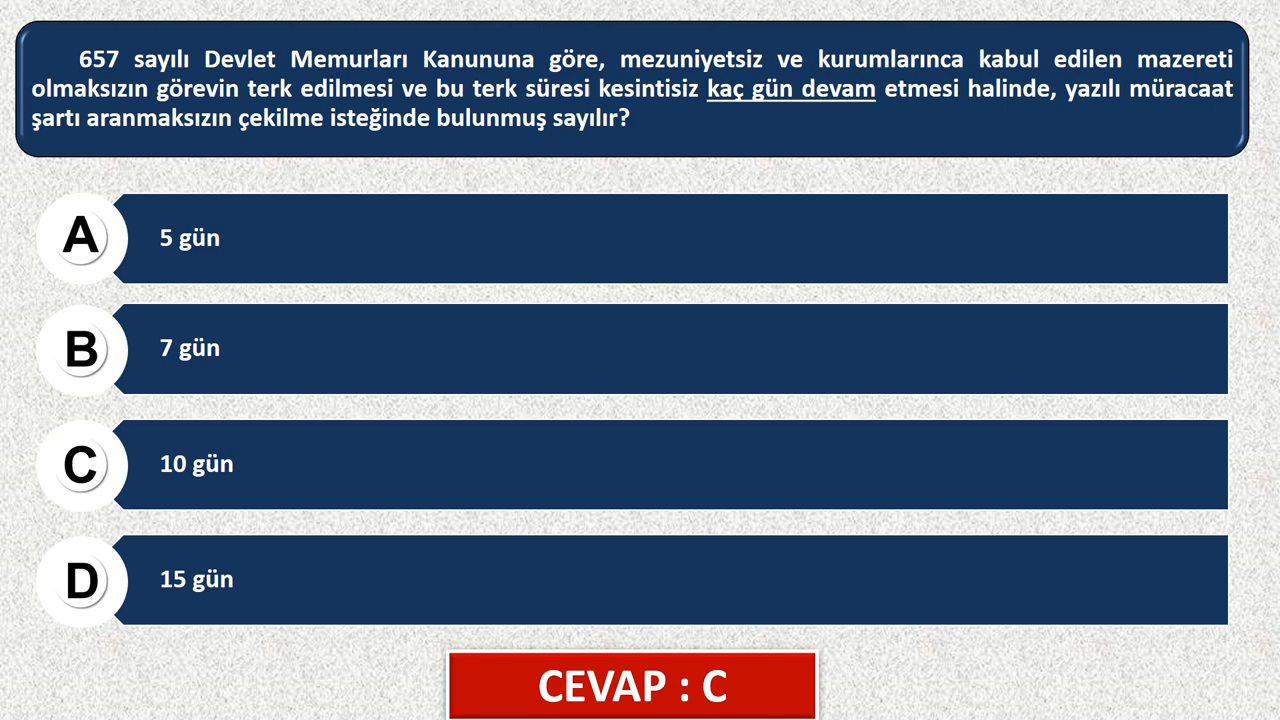 657 sayılı Devlet Memurları Kanununa göre, mezuniyetsiz ve kurumlarınca kabul edilen mazereti
olmaksızın görevin terk edilmesi ve bu terk süresi kesintisiz kaç gün devam etmesi halinde, yazılı müracaat
şartı aranmaksızın çekilme isteğinde bulunmuş sayılır?
A 5 gün
B 7 gün
C 10 gün
D 15 gün
CEVAP : C